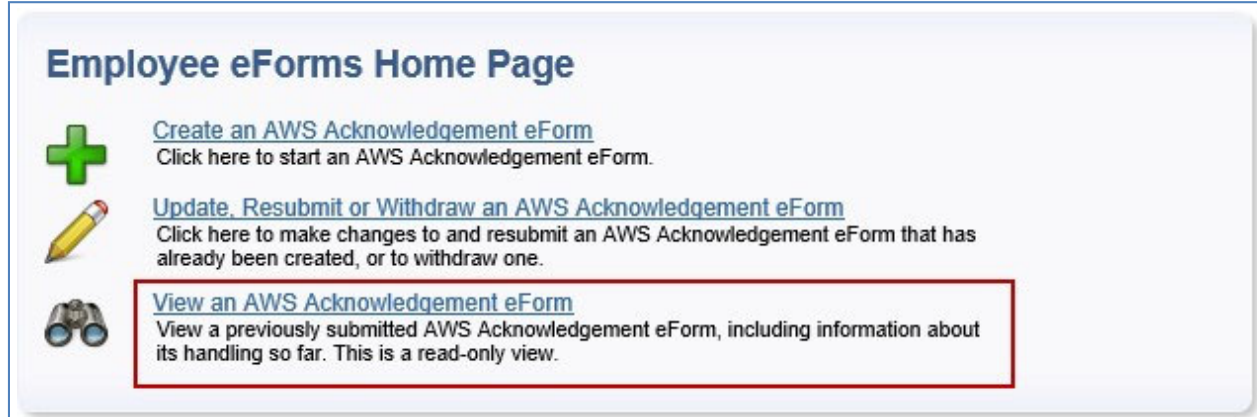 Employee eForms Home Page
Create an AWS Acknowledgement eForm
Click here to start an AWS Acknowledgement eForm.
Update, Resubmit or Withdraw an AWS Acknowledgement eForm
Click here to make changes to and resubmit an AWS Acknowledgement eForm that has
already been created, or to withdraw one.
View an AWS Acknowledgement eForm
View a previously submitted AWS Acknowledgement eForm, including information about
its handling so far. This is a read-only view.